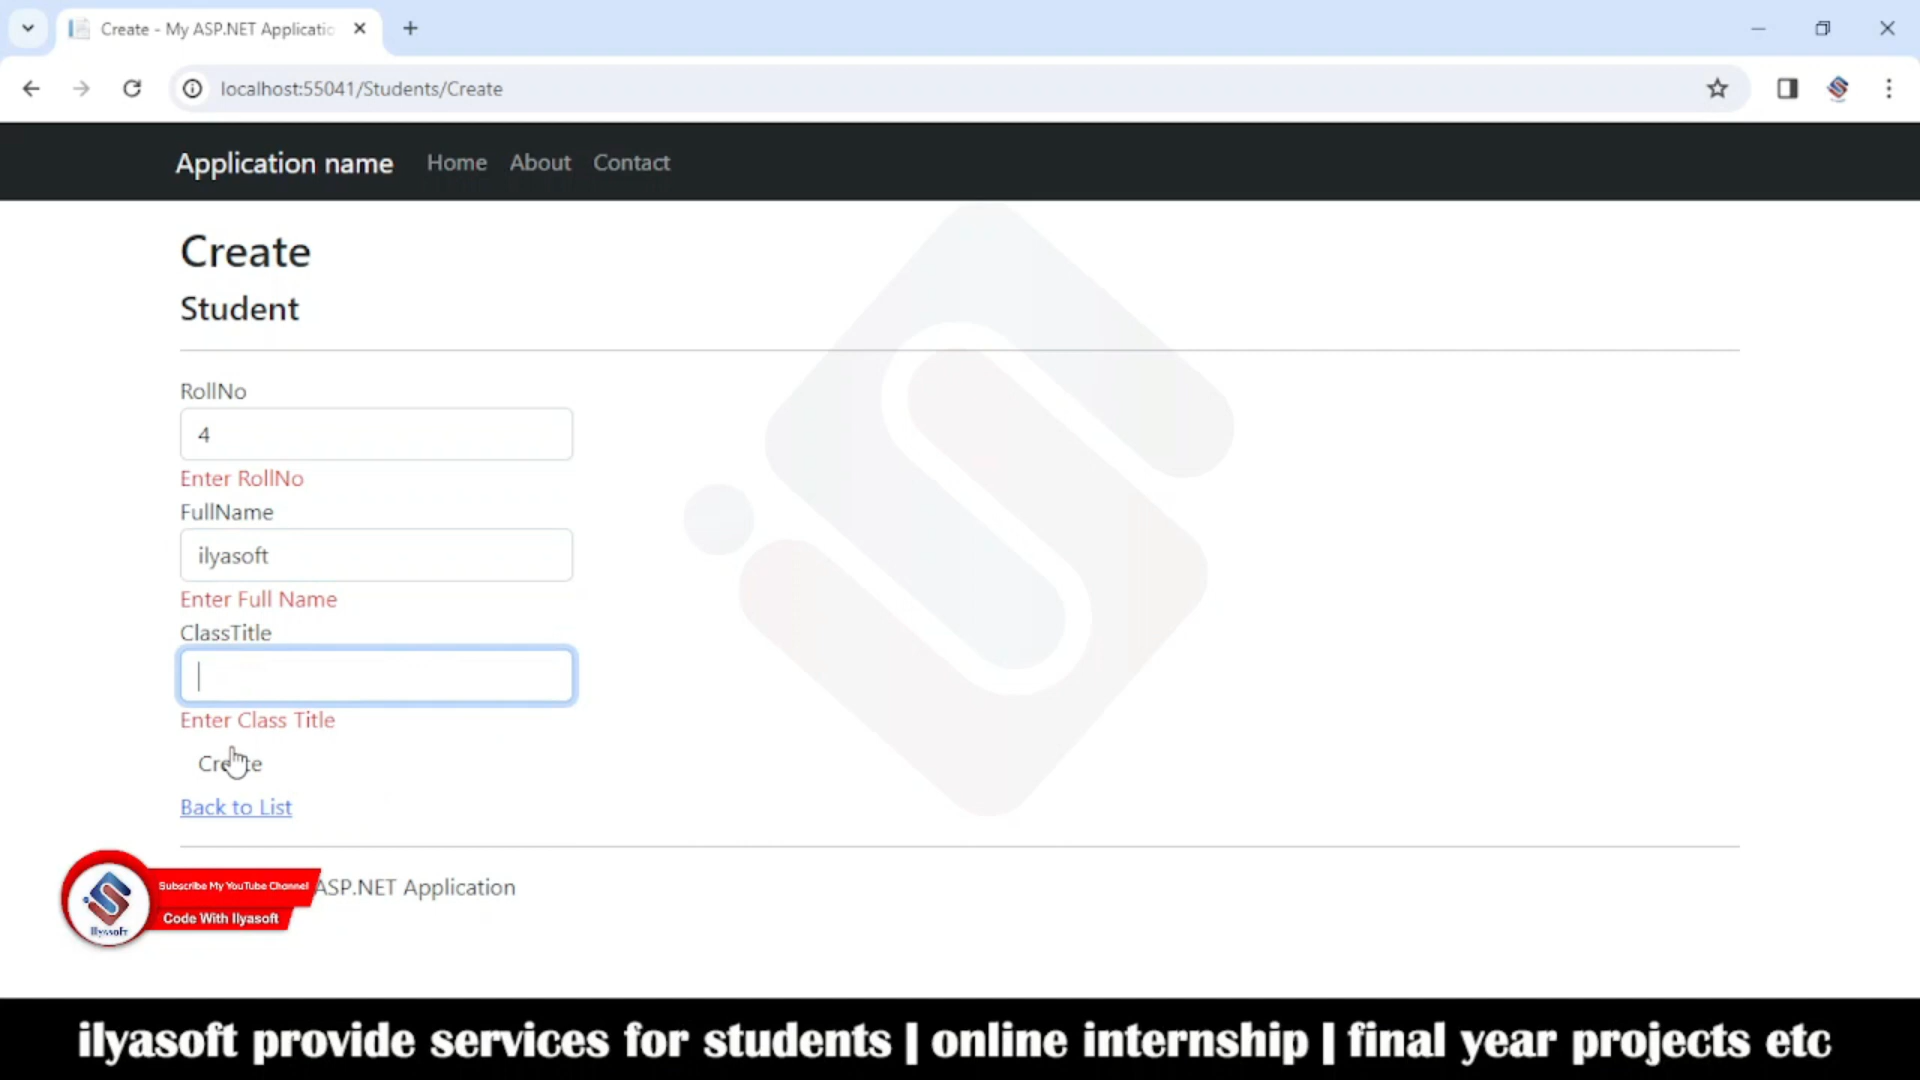 Create - My ASP.NET Applicatio
localhost:55041/Students/Create
Application name Home About Contact
Create
Student
RollNo
4
Enter RollNo
FullName
ilyasoft
Enter Full Name
ClassTitle
Enter Class Title
Create
Back to List
ASP.NET Application
Subscribe My YouTube Channel
Code With Ilyasoft
Ilyasoft
ilyasoft provide services for students | online internship | final year projects etc